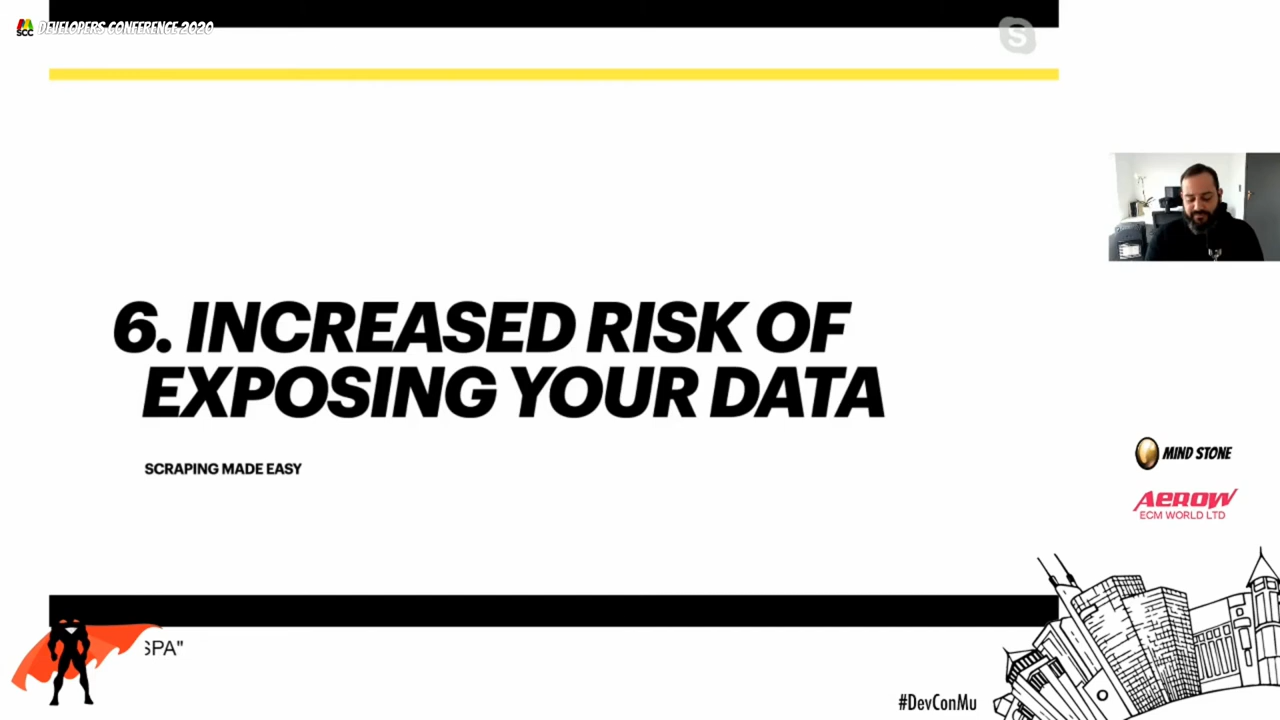 MSCC DEVELOPERS CONFERENCE 2020
6. INCREASED RISK OF
EXPOSING YOUR DATA
SCRAPING MADE EASY
MIND STONE
AEROW
ECM WORLD LTD
SPA"
#DevConMu